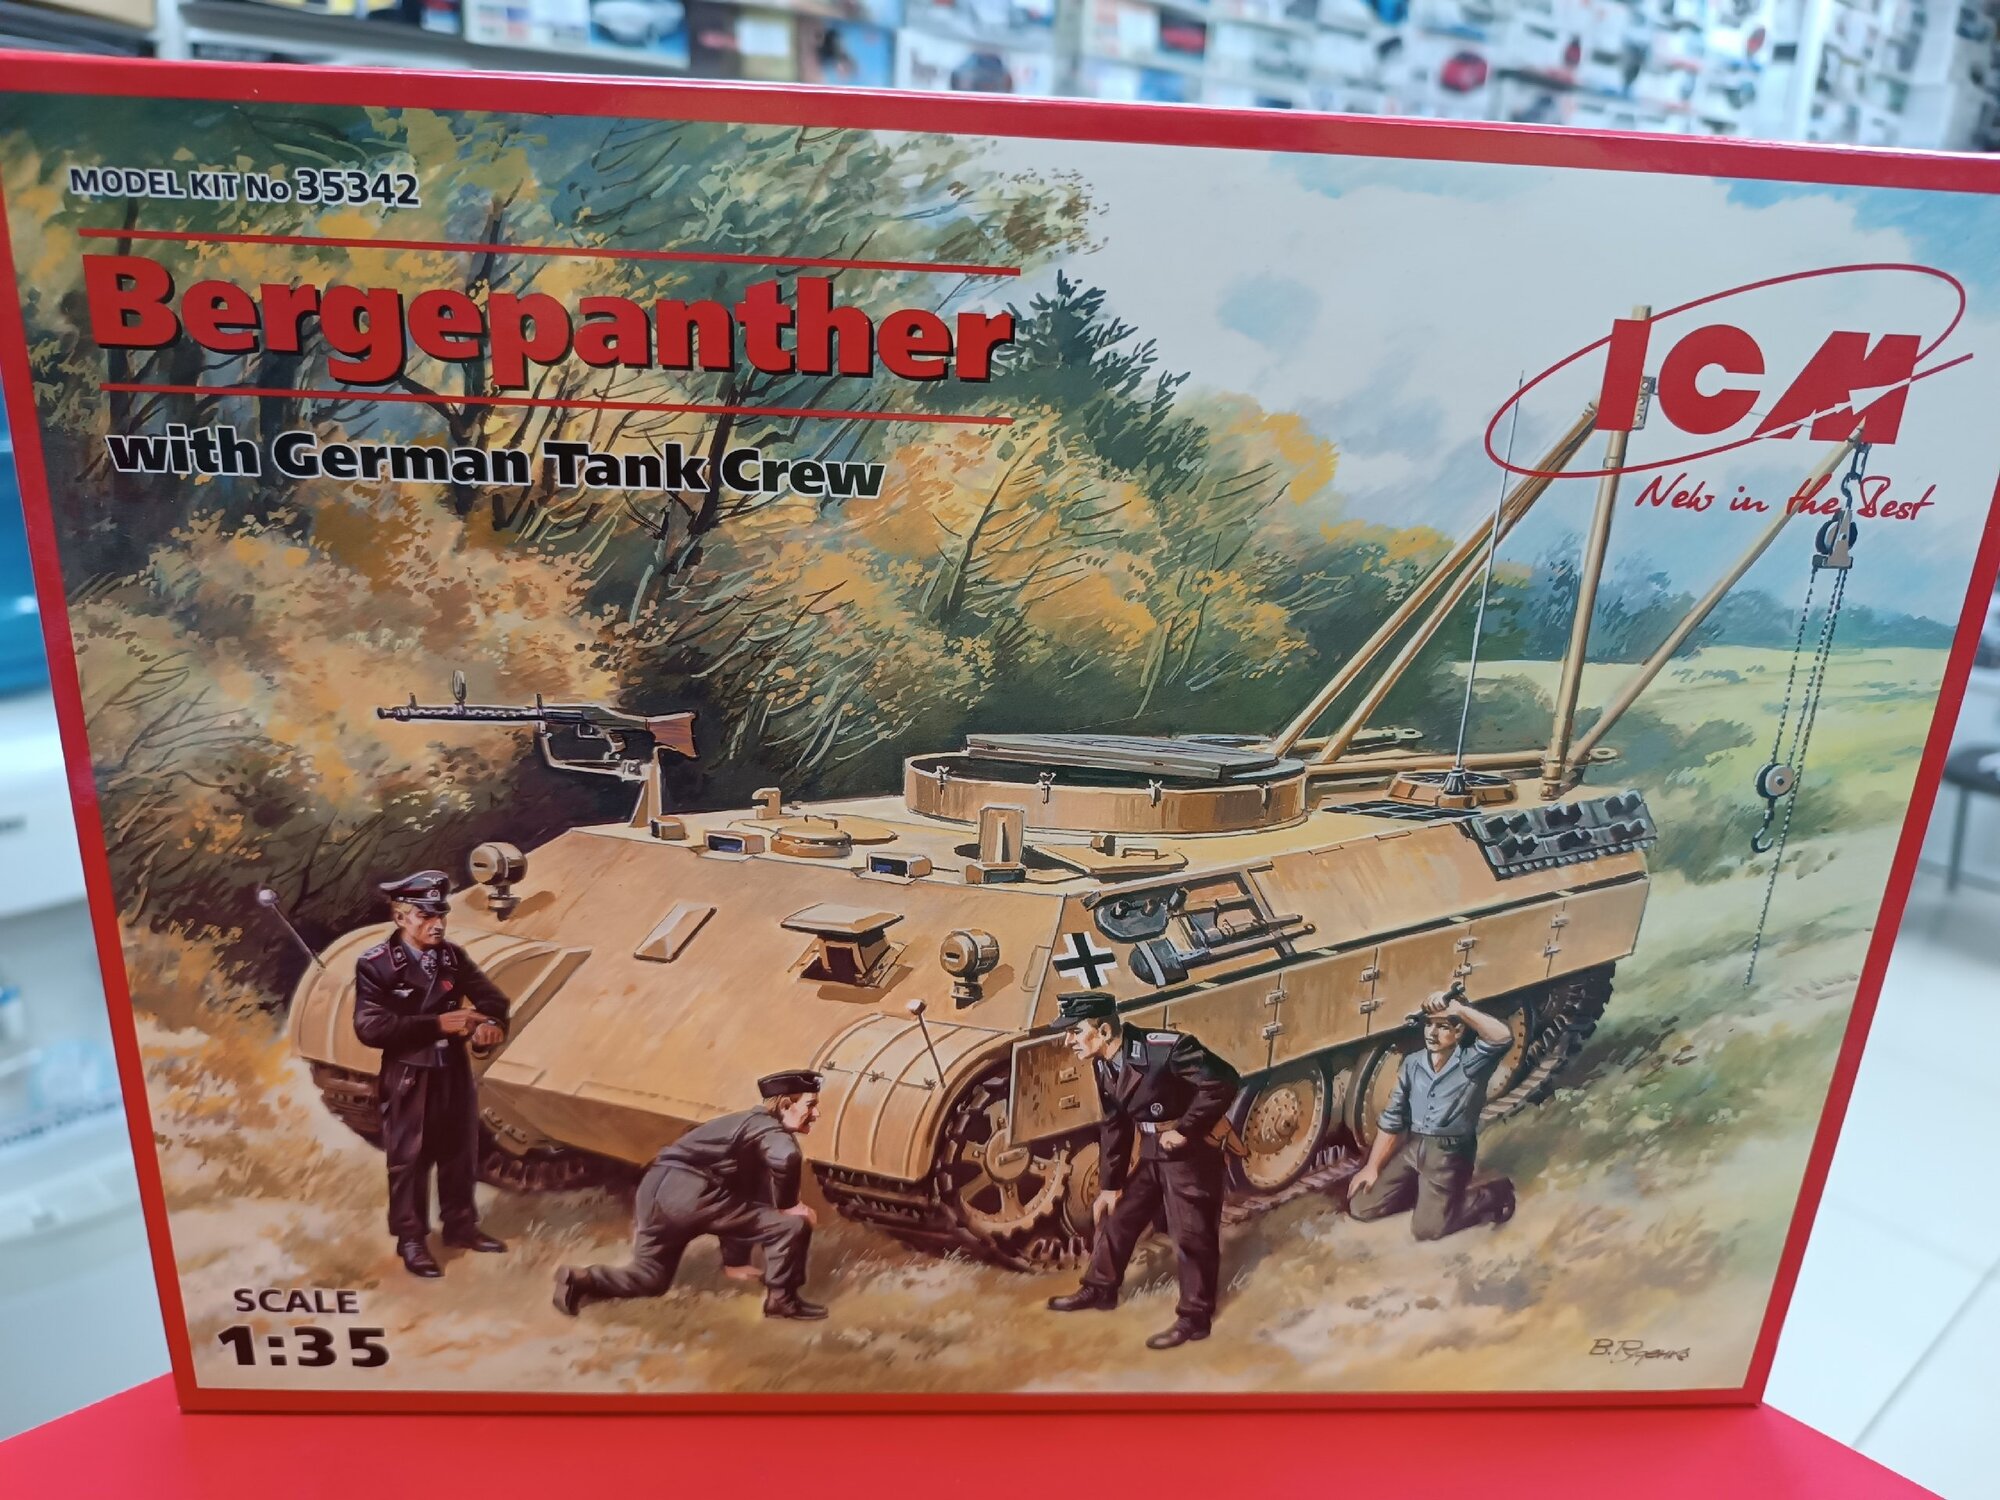 MODEL KIT No 35342
Bergepanther
with German Tank Crew
ICM
New in the Best
SCALE
1:35